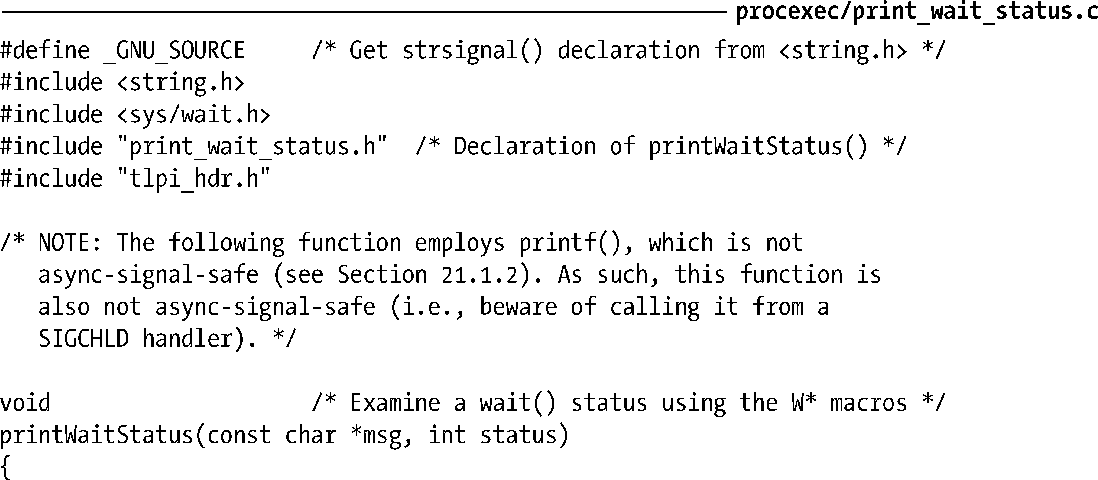 procexec/print_wait_status.c
#define _GNU_SOURCE     /* Get strsignal() declaration from <string.h> */
#include <string.h>
#include <sys/wait.h>
#include "print_wait_status.h"  /* Declaration of printWaitStatus() */
#include "tlpi_hdr.h"

/* NOTE: The following function employs printf(), which is not
   async-signal-safe (see Section 21.1.2). As such, this function is
   also not async-signal-safe (i.e., beware of calling it from a
   SIGCHLD handler). */

void                    /* Examine a wait() status using the W* macros */
printWaitStatus(const char *msg, int status)
{